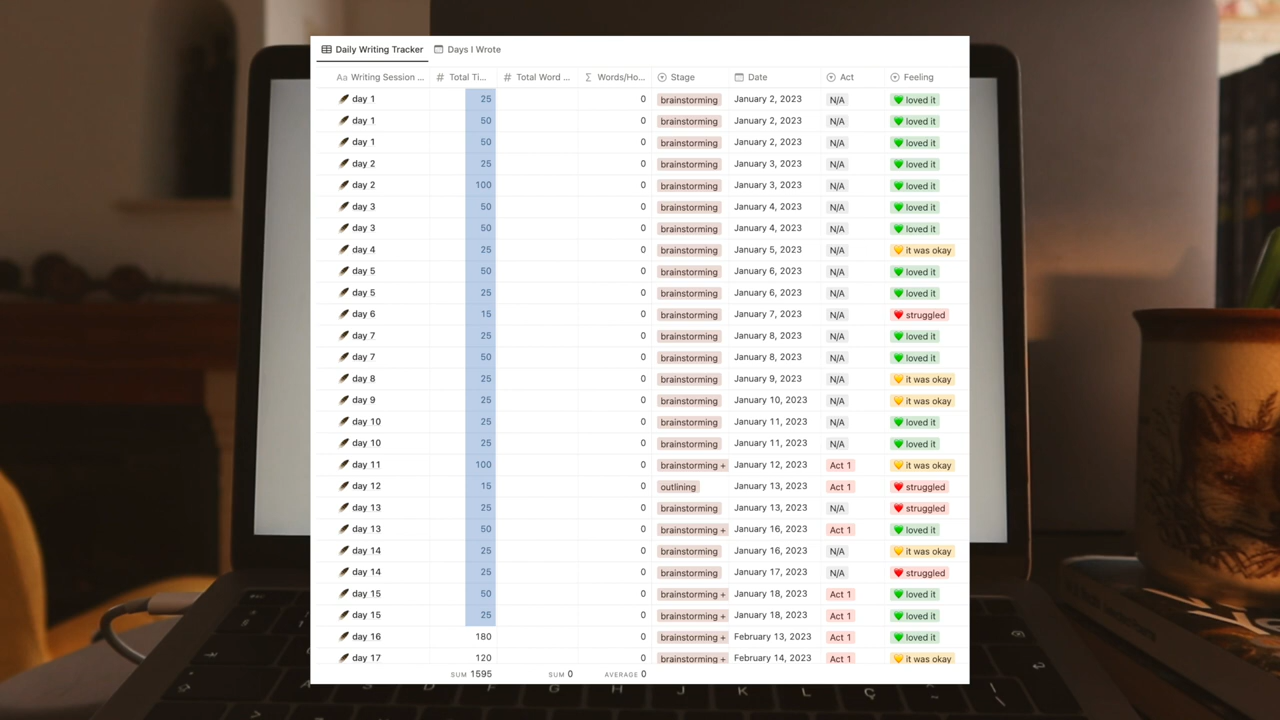 Daily Writing Tracker Days I Wrote
Aa Writing Session ... # Total Ti... # Total Word ... Σ Words/Ho... Stage Date Act Feeling
day 1 25 0 brainstorming January 2, 2023 N/A 💚 loved it
day 1 50 0 brainstorming January 2, 2023 N/A 💚 loved it
day 1 50 0 brainstorming January 2, 2023 N/A 💚 loved it
day 2 25 0 brainstorming January 3, 2023 N/A 💚 loved it
day 2 100 0 brainstorming January 3, 2023 N/A 💚 loved it
day 3 50 0 brainstorming January 4, 2023 N/A 💚 loved it
day 3 50 0 brainstorming January 4, 2023 N/A 💚 loved it
day 4 25 0 brainstorming January 5, 2023 N/A 💛 it was okay
day 5 50 0 brainstorming January 6, 2023 N/A 💚 loved it
day 5 25 0 brainstorming January 6, 2023 N/A 💚 loved it
day 6 15 0 brainstorming January 7, 2023 N/A ❤️ struggled
day 7 25 0 brainstorming January 8, 2023 N/A 💚 loved it
day 7 50 0 brainstorming January 8, 2023 N/A 💚 loved it
day 8 25 0 brainstorming January 9, 2023 N/A 💛 it was okay
day 9 25 0 brainstorming January 10, 2023 N/A 💛 it was okay
day 10 25 0 brainstorming January 11, 2023 N/A 💚 loved it
day 10 25 0 brainstorming January 11, 2023 N/A 💚 loved it
day 11 100 0 brainstorming + January 12, 2023 Act 1 💛 it was okay
day 12 15 0 outlining January 13, 2023 Act 1 ❤️ struggled
day 13 25 0 brainstorming January 13, 2023 N/A ❤️ struggled
day 13 50 0 brainstorming + January 16, 2023 Act 1 💚 loved it
day 14 25 0 brainstorming January 16, 2023 N/A 💛 it was okay
day 14 25 0 brainstorming January 17, 2023 N/A ❤️ struggled
day 15 50 0 brainstorming + January 18, 2023 Act 1 💚 loved it
day 15 25 0 brainstorming + January 18, 2023 Act 1 💚 loved it
day 16 180 0 brainstorming + February 13, 2023 Act 1 💚 loved it
day 17 120 0 brainstorming + February 14, 2023 Act 1 💛 it was okay
SUM 1595 SUM 0 AVERAGE 0
A S D F G H J K L Ç